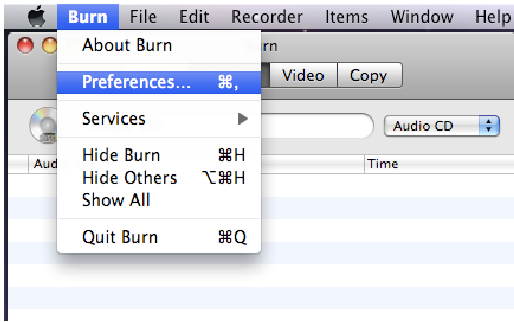 Burn File Edit Recorder Items Window Help
About Burn
rn
Preferences... ⌘,
Video Copy
Services
Audio CD
Hide Burn ⌘H
Aud Time
Hide Others ⌥⌘H
Show All
Quit Burn ⌘Q